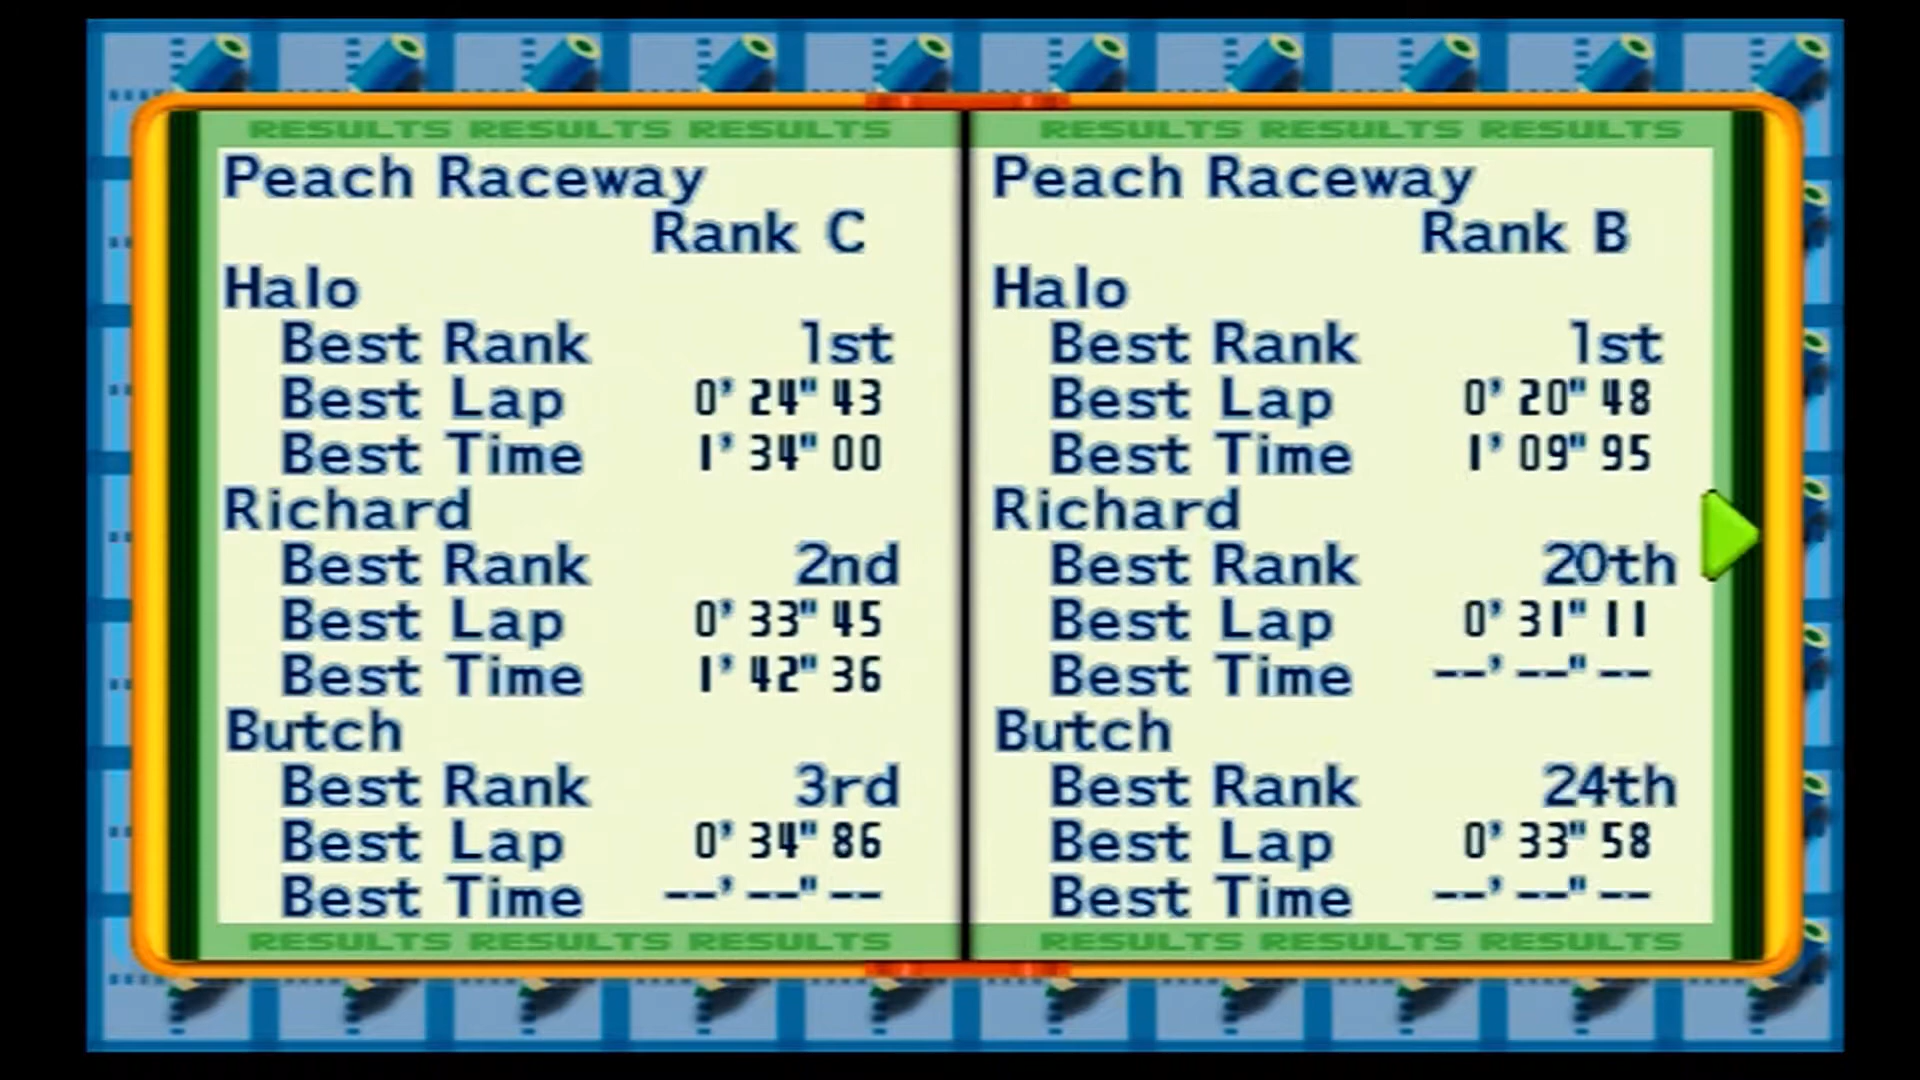 RESULTS RESULTS RESULTS
Peach Raceway
Rank C
Halo
Best Rank 1st
Best Lap 0'24"43
Best Time 1'34"00
Richard
Best Rank 2nd
Best Lap 0'33"45
Best Time 1'42"36
Butch
Best Rank 3rd
Best Lap 0'34"86
Best Time --'--"--
RESULTS RESULTS RESULTS
RESULTS RESULTS RESULTS
Peach Raceway
Rank B
Halo
Best Rank 1st
Best Lap 0'20"48
Best Time 1'09"95
Richard
Best Rank 20th
Best Lap 0'31"11
Best Time --'--"--
Butch
Best Rank 24th
Best Lap 0'33"58
Best Time --'--"--
RESULTS RESULTS RESULTS